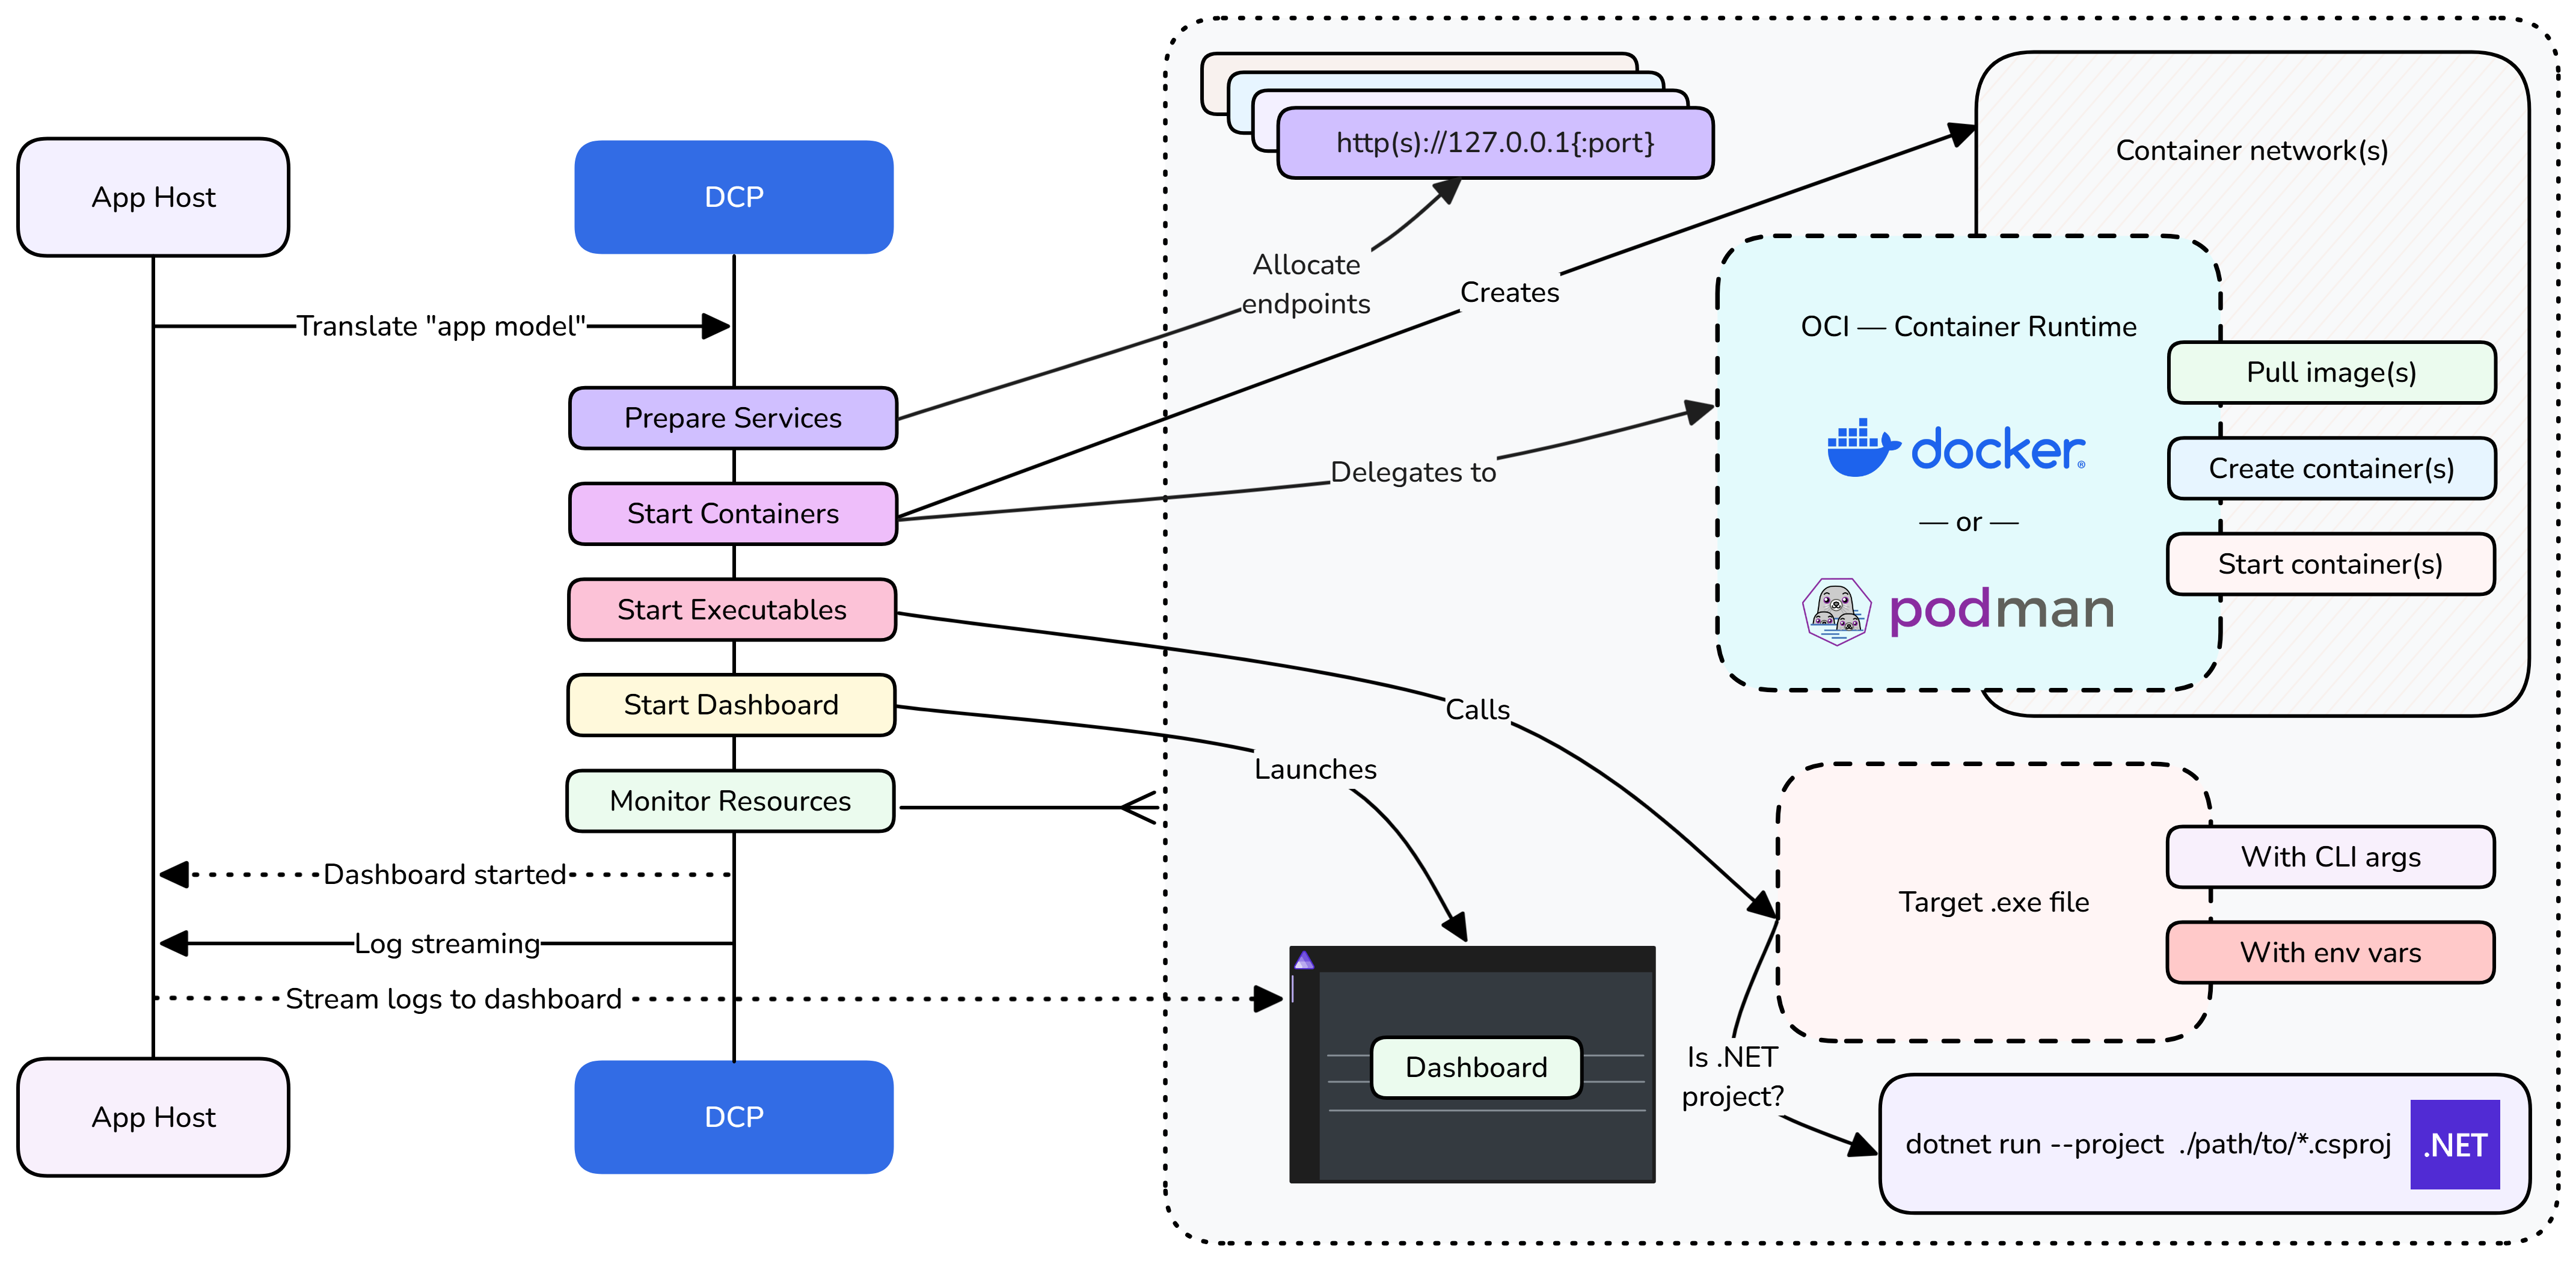 App Host
DCP
Translate "app model"
Prepare Services
Start Containers
Start Executables
Start Dashboard
Monitor Resources
Dashboard started
Log streaming
Stream logs to dashboard
App Host
DCP
http(s)://127.0.0.1{:port}
Allocate
endpoints
Creates
Delegates to
Calls
Launches
Container network(s)
OCI — Container Runtime
docker®
— or —
podman
Pull image(s)
Create container(s)
Start container(s)
Target .exe file
With CLI args
With env vars
Dashboard
Is .NET
project?
dotnet run --project ./path/to/*.csproj
.NET